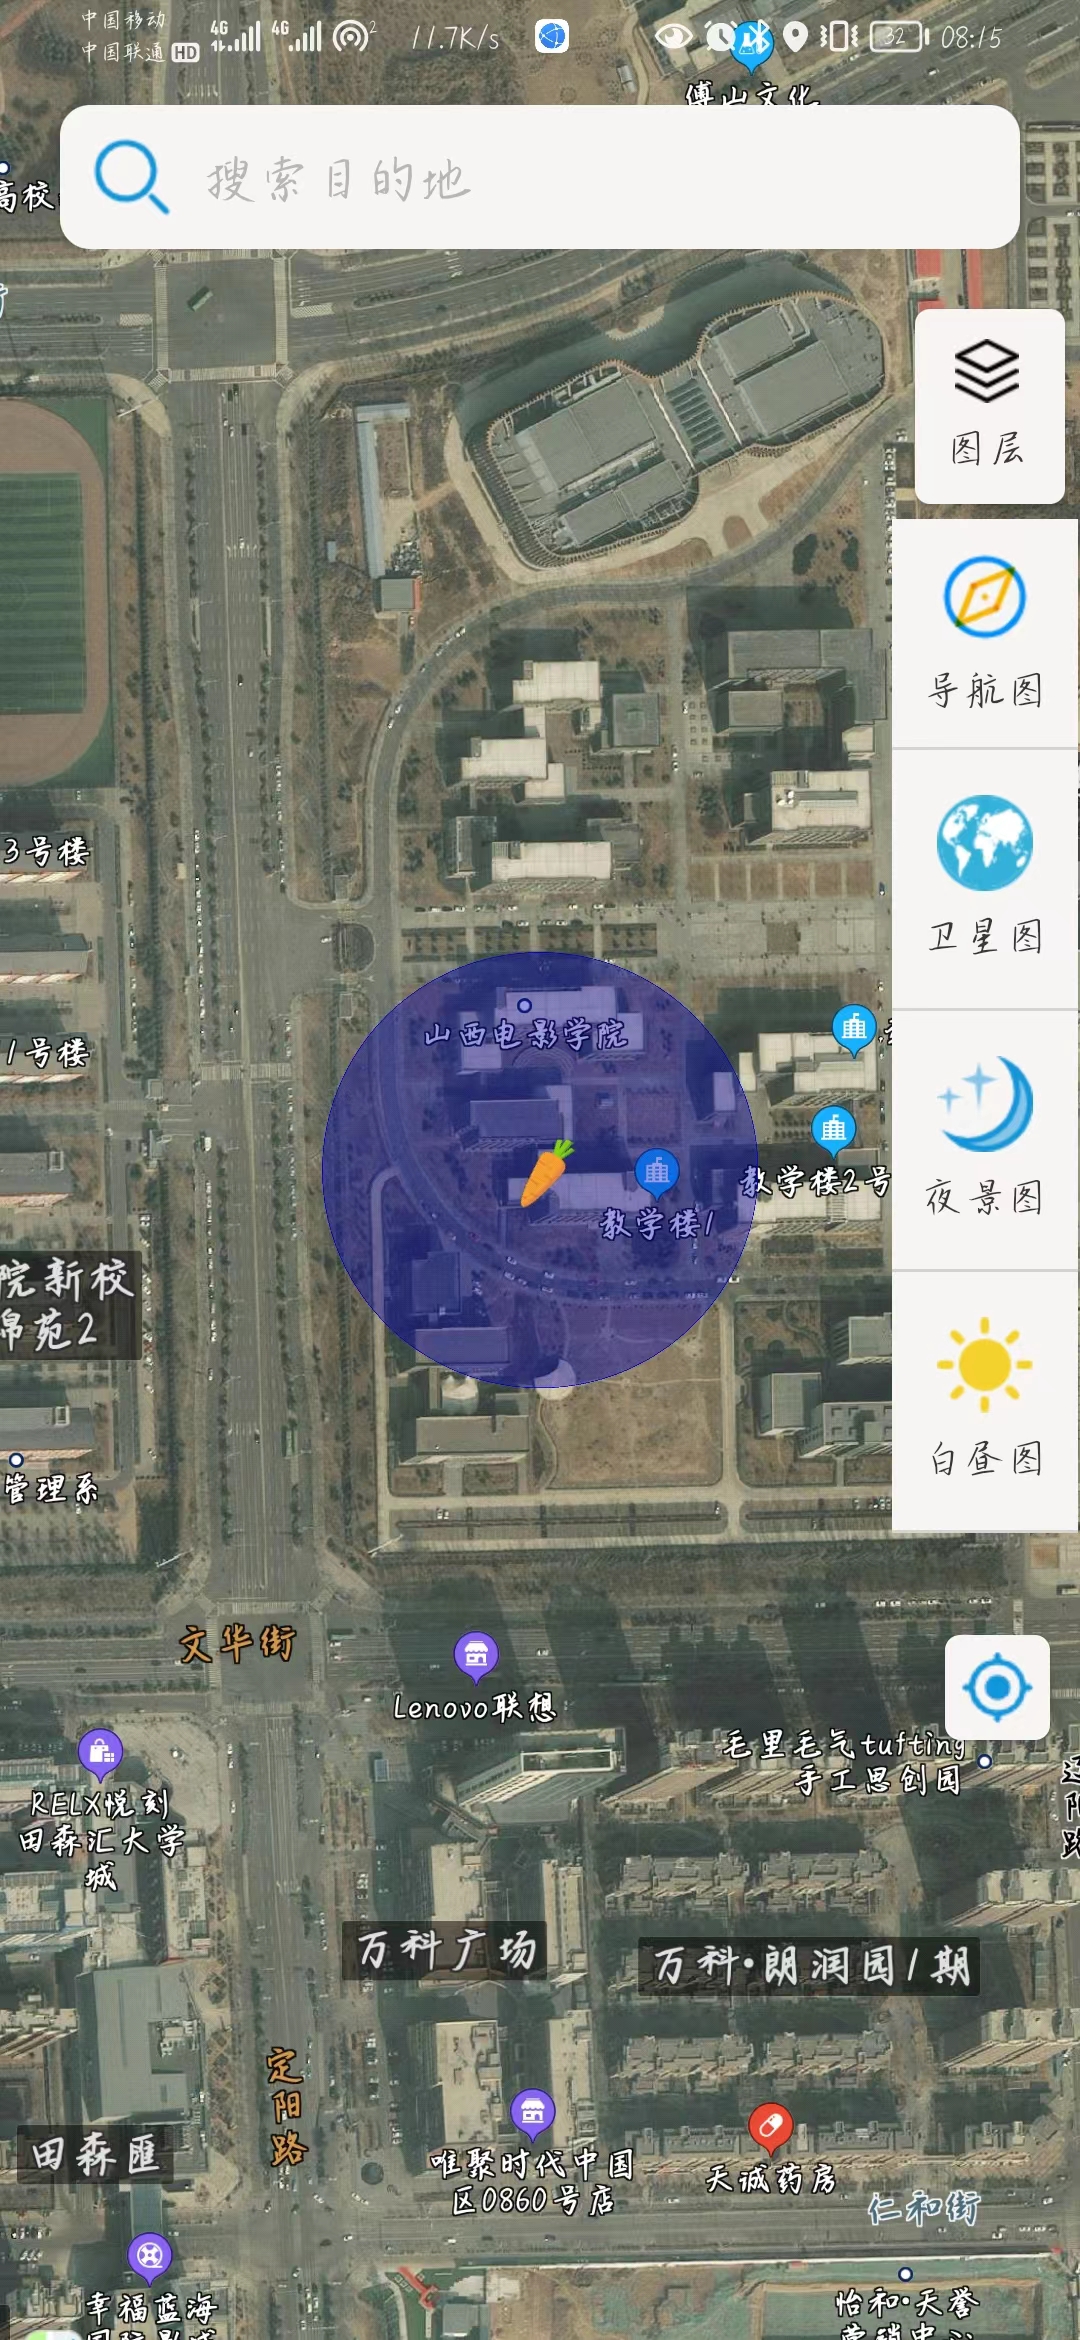 中国移动
中国联通 HD
4G 4G 2 11.7K/s 32 08:15
傅山文化
搜索目的地
高校
图层
导航图
卫星图
夜景图
白昼图
3号楼
山西电影学院
1号楼
教学楼2号
教学楼1
院新校
锦苑2
管理系
文华街
Lenovo联想
毛里毛气tufting
手工思创园
RELX悦刻
田森汇大学
城
万科广场
万科·朗润园1期
定阳路
田森匯
唯聚时代中国
区0860号店
天诚药房
仁和街
幸福蓝海
怡和·天誉